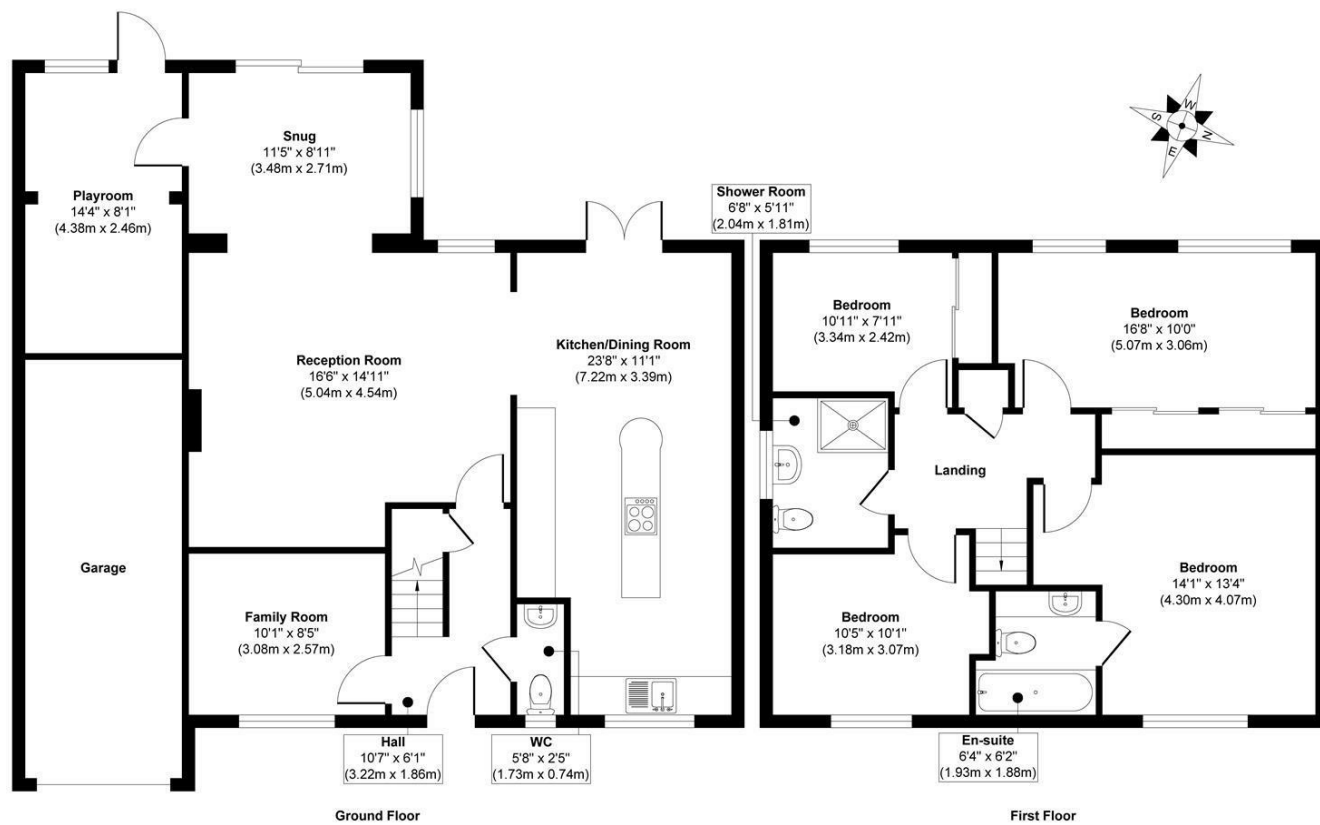 Snug
11'5" x 8'11"
(3.48m x 2.71m)
Playroom
14'4" x 8'1"
(4.38m x 2.46m)
Reception Room
16'6" x 14'11"
(5.04m x 4.54m)
Kitchen/Dining Room
23'8" x 11'1"
(7.22m x 3.39m)
Garage
Family Room
10'1" x 8'5"
(3.08m x 2.57m)
Hall
10'7" x 6'1"
(3.22m x 1.86m)
WC
5'8" x 2'5"
(1.73m x 0.74m)
Ground Floor
W
N
S
E
Shower Room
6'8" x 5'11"
(2.04m x 1.81m)
Bedroom
10'11" x 7'11"
(3.34m x 2.42m)
Bedroom
16'8" x 10'0"
(5.07m x 3.06m)
Landing
Bedroom
14'1" x 13'4"
(4.30m x 4.07m)
Bedroom
10'5" x 10'1"
(3.18m x 3.07m)
En-suite
6'4" x 6'2"
(1.93m x 1.88m)
First Floor